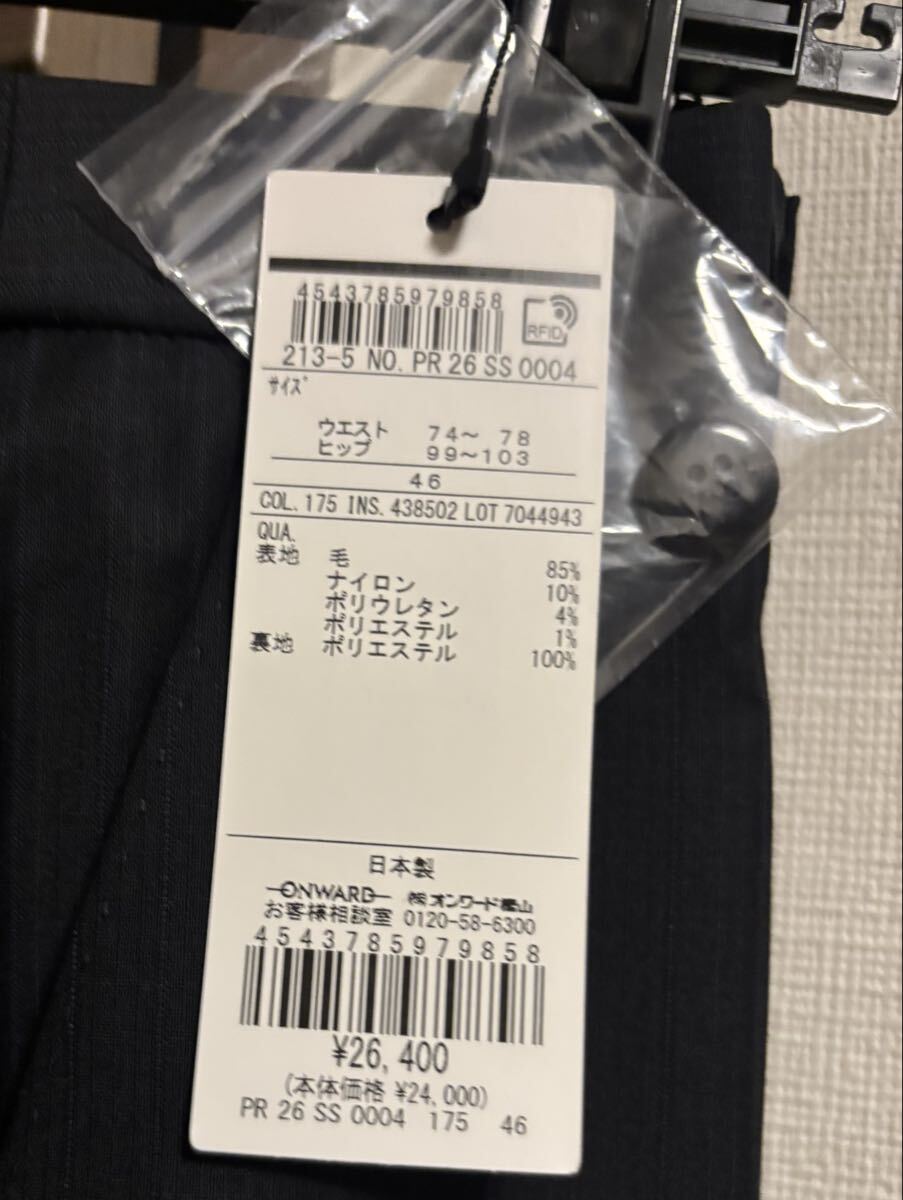 4543785979858
RFID
213-5 NO. PR 26 SS 0004
サイズ
ウエスト 74～ 78
ヒップ 99～103
46
COL. 175 INS. 438502 LOT 7044943
QUA.
表地 毛 85%
ナイロン 10%
ポリウレタン 4%
ポリエステル 1%
裏地 ポリエステル 100%
日本製
ONWARD ㈱オンワード樫山
お客様相談室 0120-58-6300
4543785979858
¥26,400
(本体価格 ¥24,000)
PR 26 SS 0004 175 46